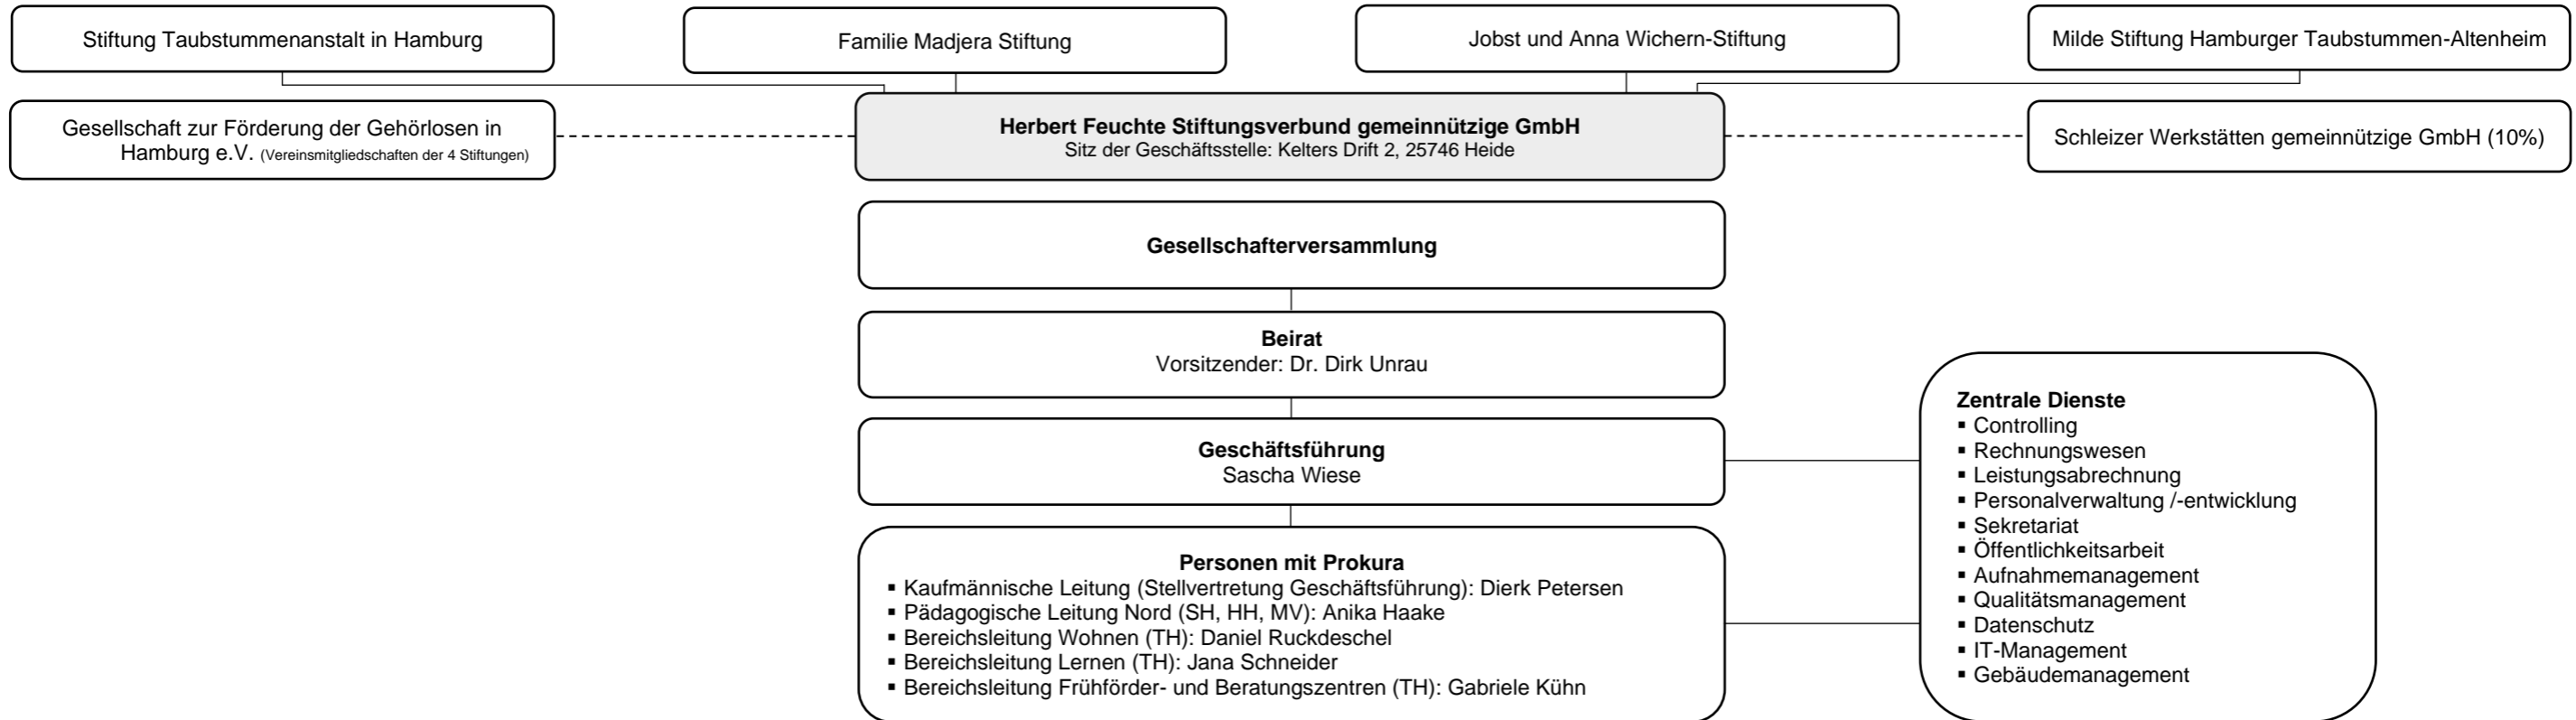 Stiftung Taubstummenanstalt in Hamburg
Familie Madjera Stiftung
Jobst und Anna Wichern-Stiftung
Milde Stiftung Hamburger Taubstummen-Altenheim
Gesellschaft zur Förderung der Gehörlosen in
Hamburg e.V. (Vereinsmitgliedschaften der 4 Stiftungen)
Herbert Feuchte Stiftungsverbund gemeinnützige GmbH
Sitz der Geschäftsstelle: Kelters Drift 2, 25746 Heide
Schleizer Werkstätten gemeinnützige GmbH (10%)
Gesellschafterversammlung
Beirat
Vorsitzender: Dr. Dirk Unrau
Geschäftsführung
Sascha Wiese
Personen mit Prokura
▪ Kaufmännische Leitung (Stellvertretung Geschäftsführung): Dierk Petersen
▪ Pädagogische Leitung Nord (SH, HH, MV): Anika Haake
▪ Bereichsleitung Wohnen (TH): Daniel Ruckdeschel
▪ Bereichsleitung Lernen (TH): Jana Schneider
▪ Bereichsleitung Frühförder- und Beratungszentren (TH): Gabriele Kühn
Zentrale Dienste
▪ Controlling
▪ Rechnungswesen
▪ Leistungsabrechnung
▪ Personalverwaltung /-entwicklung
▪ Sekretariat
▪ Öffentlichkeitsarbeit
▪ Aufnahmemanagement
▪ Qualitätsmanagement
▪ Datenschutz
▪ IT-Management
▪ Gebäudemanagement